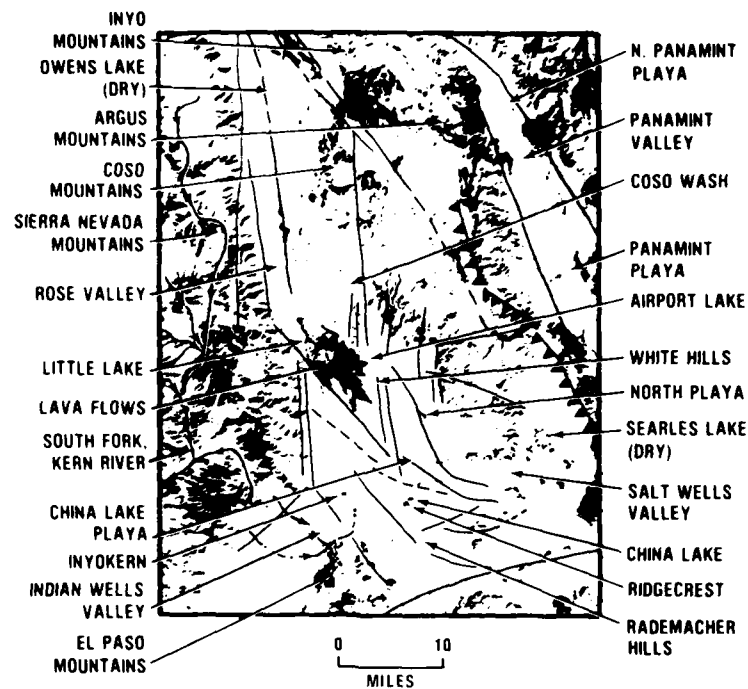 INYO
MOUNTAINS
OWENS LAKE
(DRY)
ARGUS
MOUNTAINS
COSO
MOUNTAINS
SIERRA NEVADA
MOUNTAINS
ROSE VALLEY
LITTLE LAKE
LAVA FLOWS
SOUTH FORK,
KERN RIVER
CHINA LAKE
PLAYA
INYOKERN
INDIAN WELLS
VALLEY
EL PASO
MOUNTAINS
N. PANAMINT
PLAYA
PANAMINT
VALLEY
COSO WASH
PANAMINT
PLAYA
AIRPORT LAKE
WHITE HILLS
NORTH PLAYA
SEARLES LAKE
(DRY)
SALT WELLS
VALLEY
CHINA LAKE
RIDGECREST
RADEMACHER
HILLS
0 10
MILES